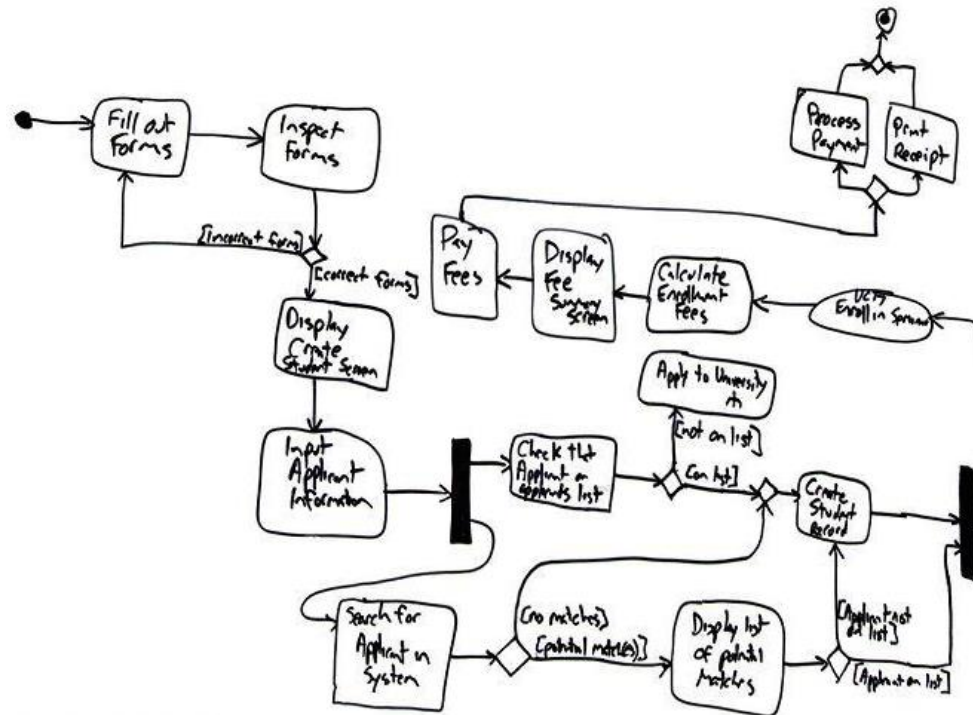 Fill out
Forms
Inspect
Forms
[Incorrect forms]
[correct forms]
Display
Create
Student Screen
Input
Applicant
Information
Process
Payment
Print
Receipt
Pay
Fees
Display
Fee
Summary
Screen
Calculate
Enrollment
Fees
Enroll in
Apply to University
[not on list]
[on list]
Check that
Applicant on
applicants list
Create
Student
Record
Search for
Applicant in
System
[no matches]
[potential matches]
Display list
of potential
Matches
[Applicant not
on list]
[Applicant on list]